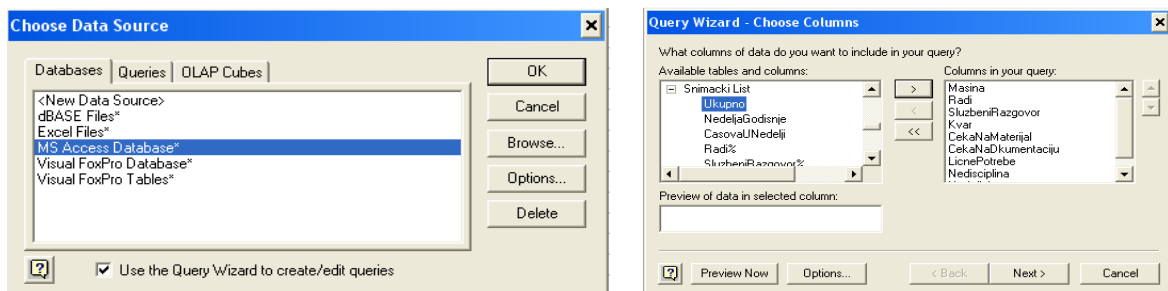 Choose Data Source
Databases
Queries
OLAP Cubes
<New Data Source>
dBASE Files*
Excel Files*
MS Access Database*
Visual FoxPro Database*
Visual FoxPro Tables*
OK
Cancel
Browse...
Options...
Delete
Use the Query Wizard to create/edit queries
Query Wizard - Choose Columns
What columns of data do you want to include in your query?
Available tables and columns:
Snimacki List
Ukupno
NedeljaGodisnje
CasovaUNedelji
Radi%
SluzbeniRazgovor%
>
<
<<
Columns in your query:
Masina
Radi
SluzbeniRazgovor
Kvar
CekaNaMaterijal
CekaNaDkumentaciju
LicnePotrebe
Nedisciplina
Preview of data in selected column:
Preview Now
Options...
< Back
Next >
Cancel